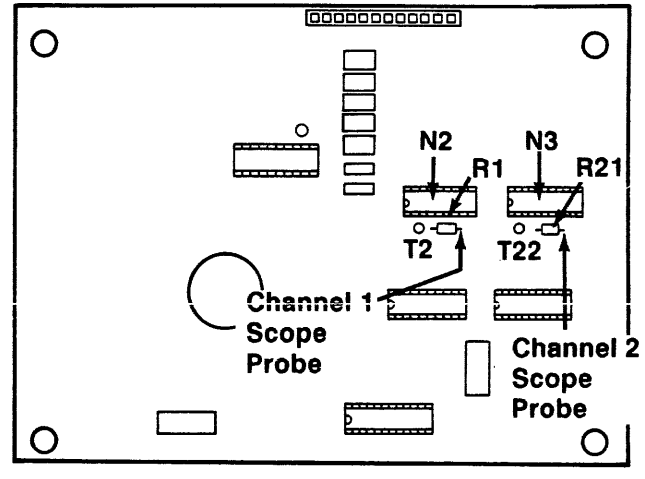 N2
N3
R1
R21
T2
T22
Channel 1
Scope
Probe
Channel 2
Scope
Probe